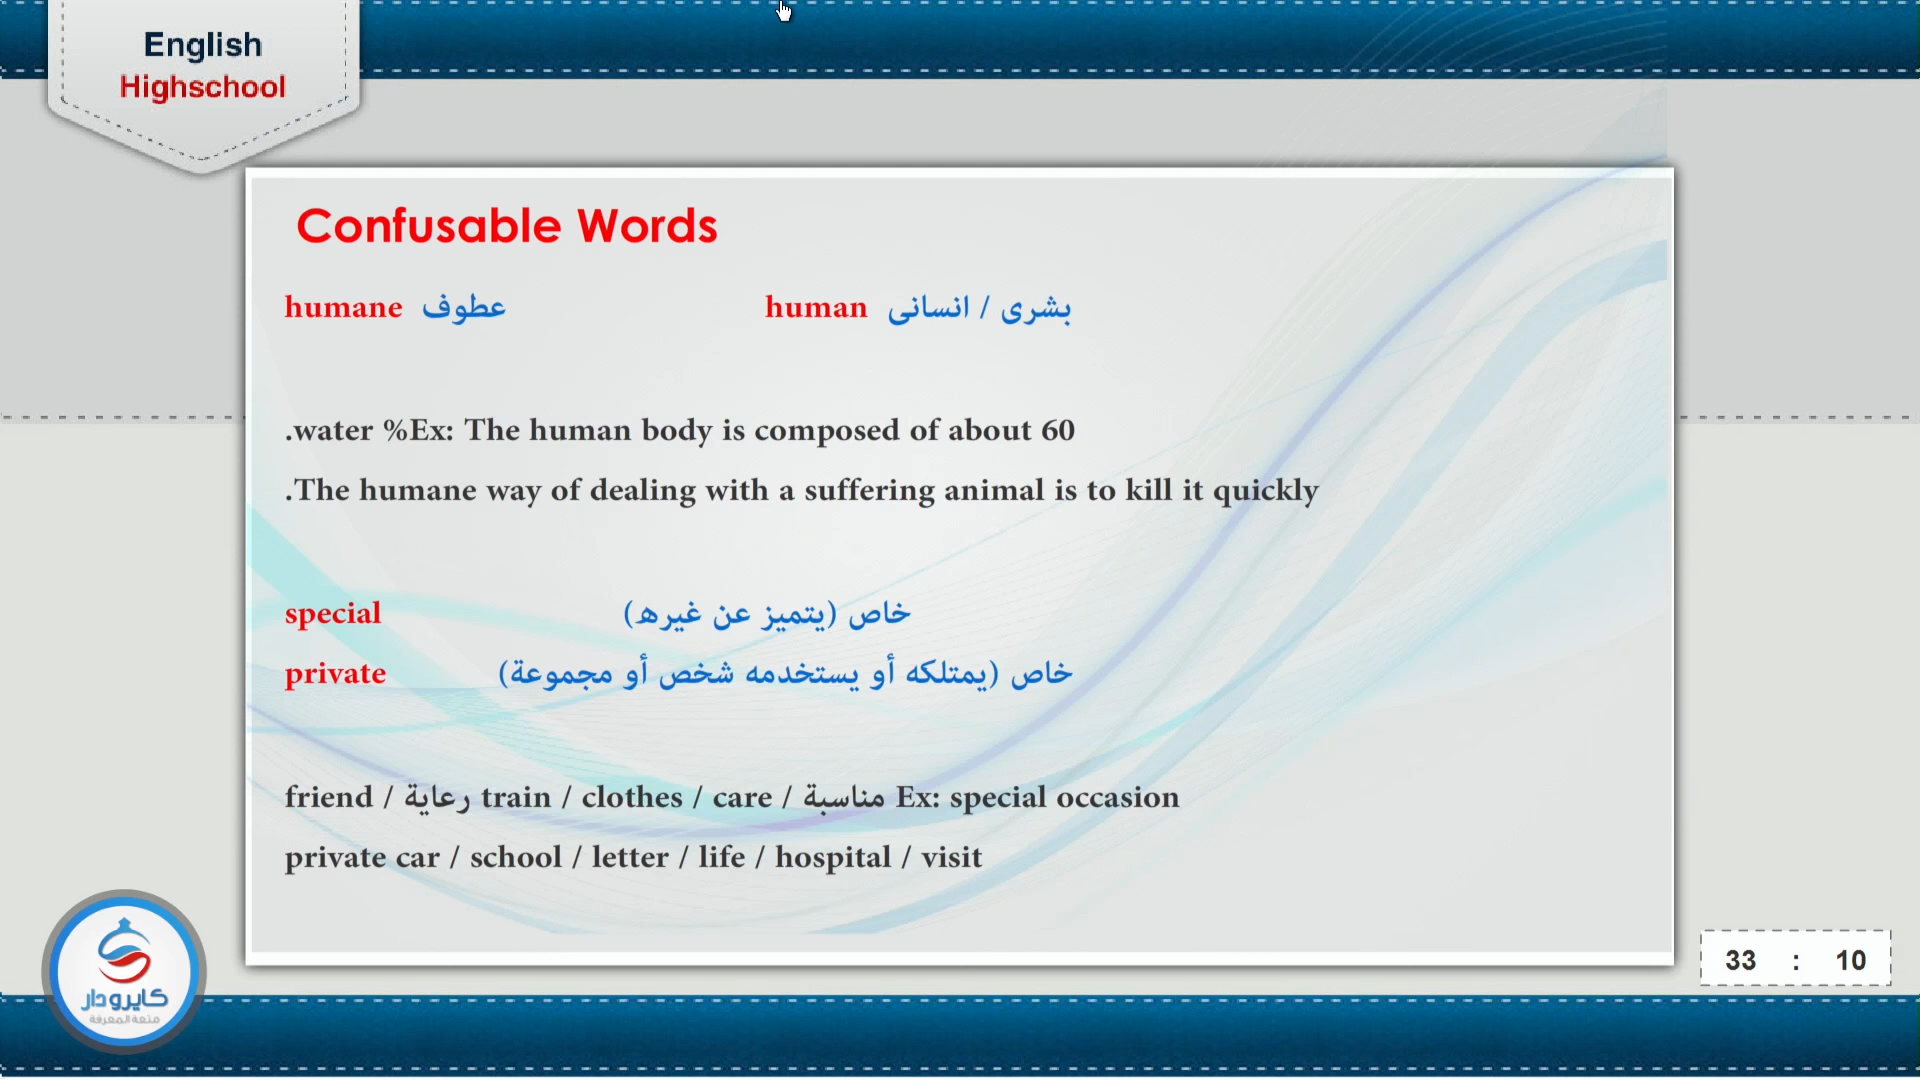 English
Highschool
Confusable Words
humane عطوف human بشرى / انسانى
.water %Ex: The human body is composed of about 60
.The humane way of dealing with a suffering animal is to kill it quickly
special خاص (يتميز عن غيره)
private خاص (يمتلكه أو يستخدمه شخص أو مجموعة)
friend / رعاية train / clothes / care / مناسبة Ex: special occasion
private car / school / letter / life / hospital / visit
كايرودار
متعة المعرفة
33 : 10